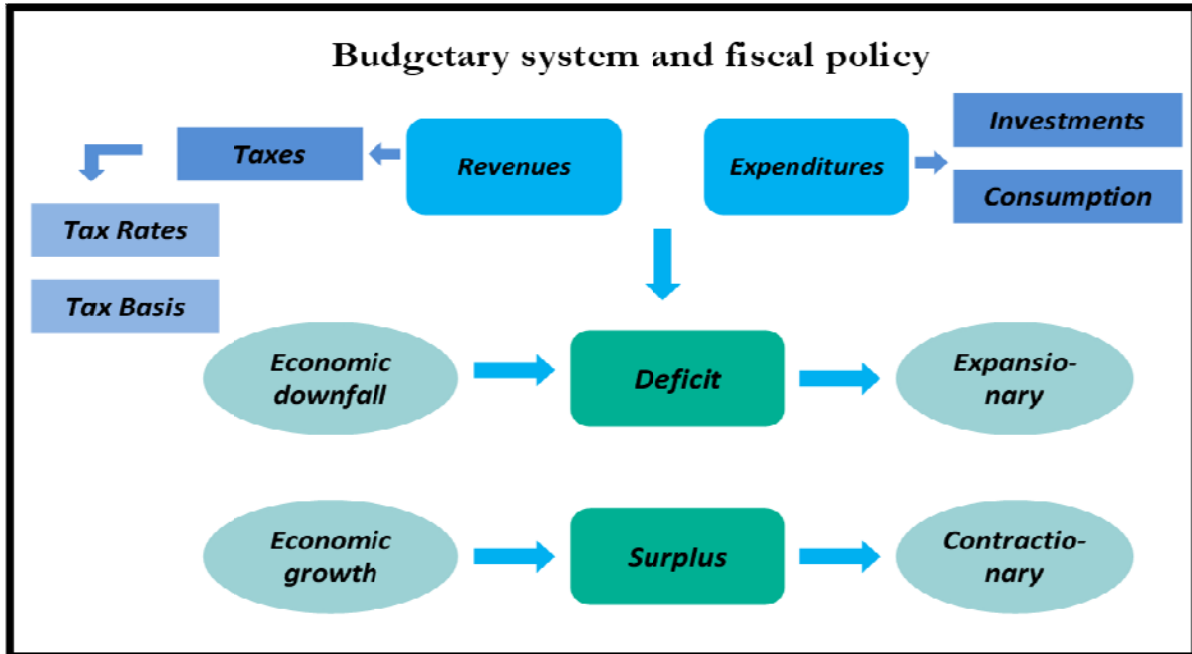 Budgetary system and fiscal policy
Taxes
Revenues
Expenditures
Investments
Consumption
Tax Rates
Tax Basis
Economic
downfall
Deficit
Expansio-
nary
Economic
growth
Surplus
Contractio-
nary